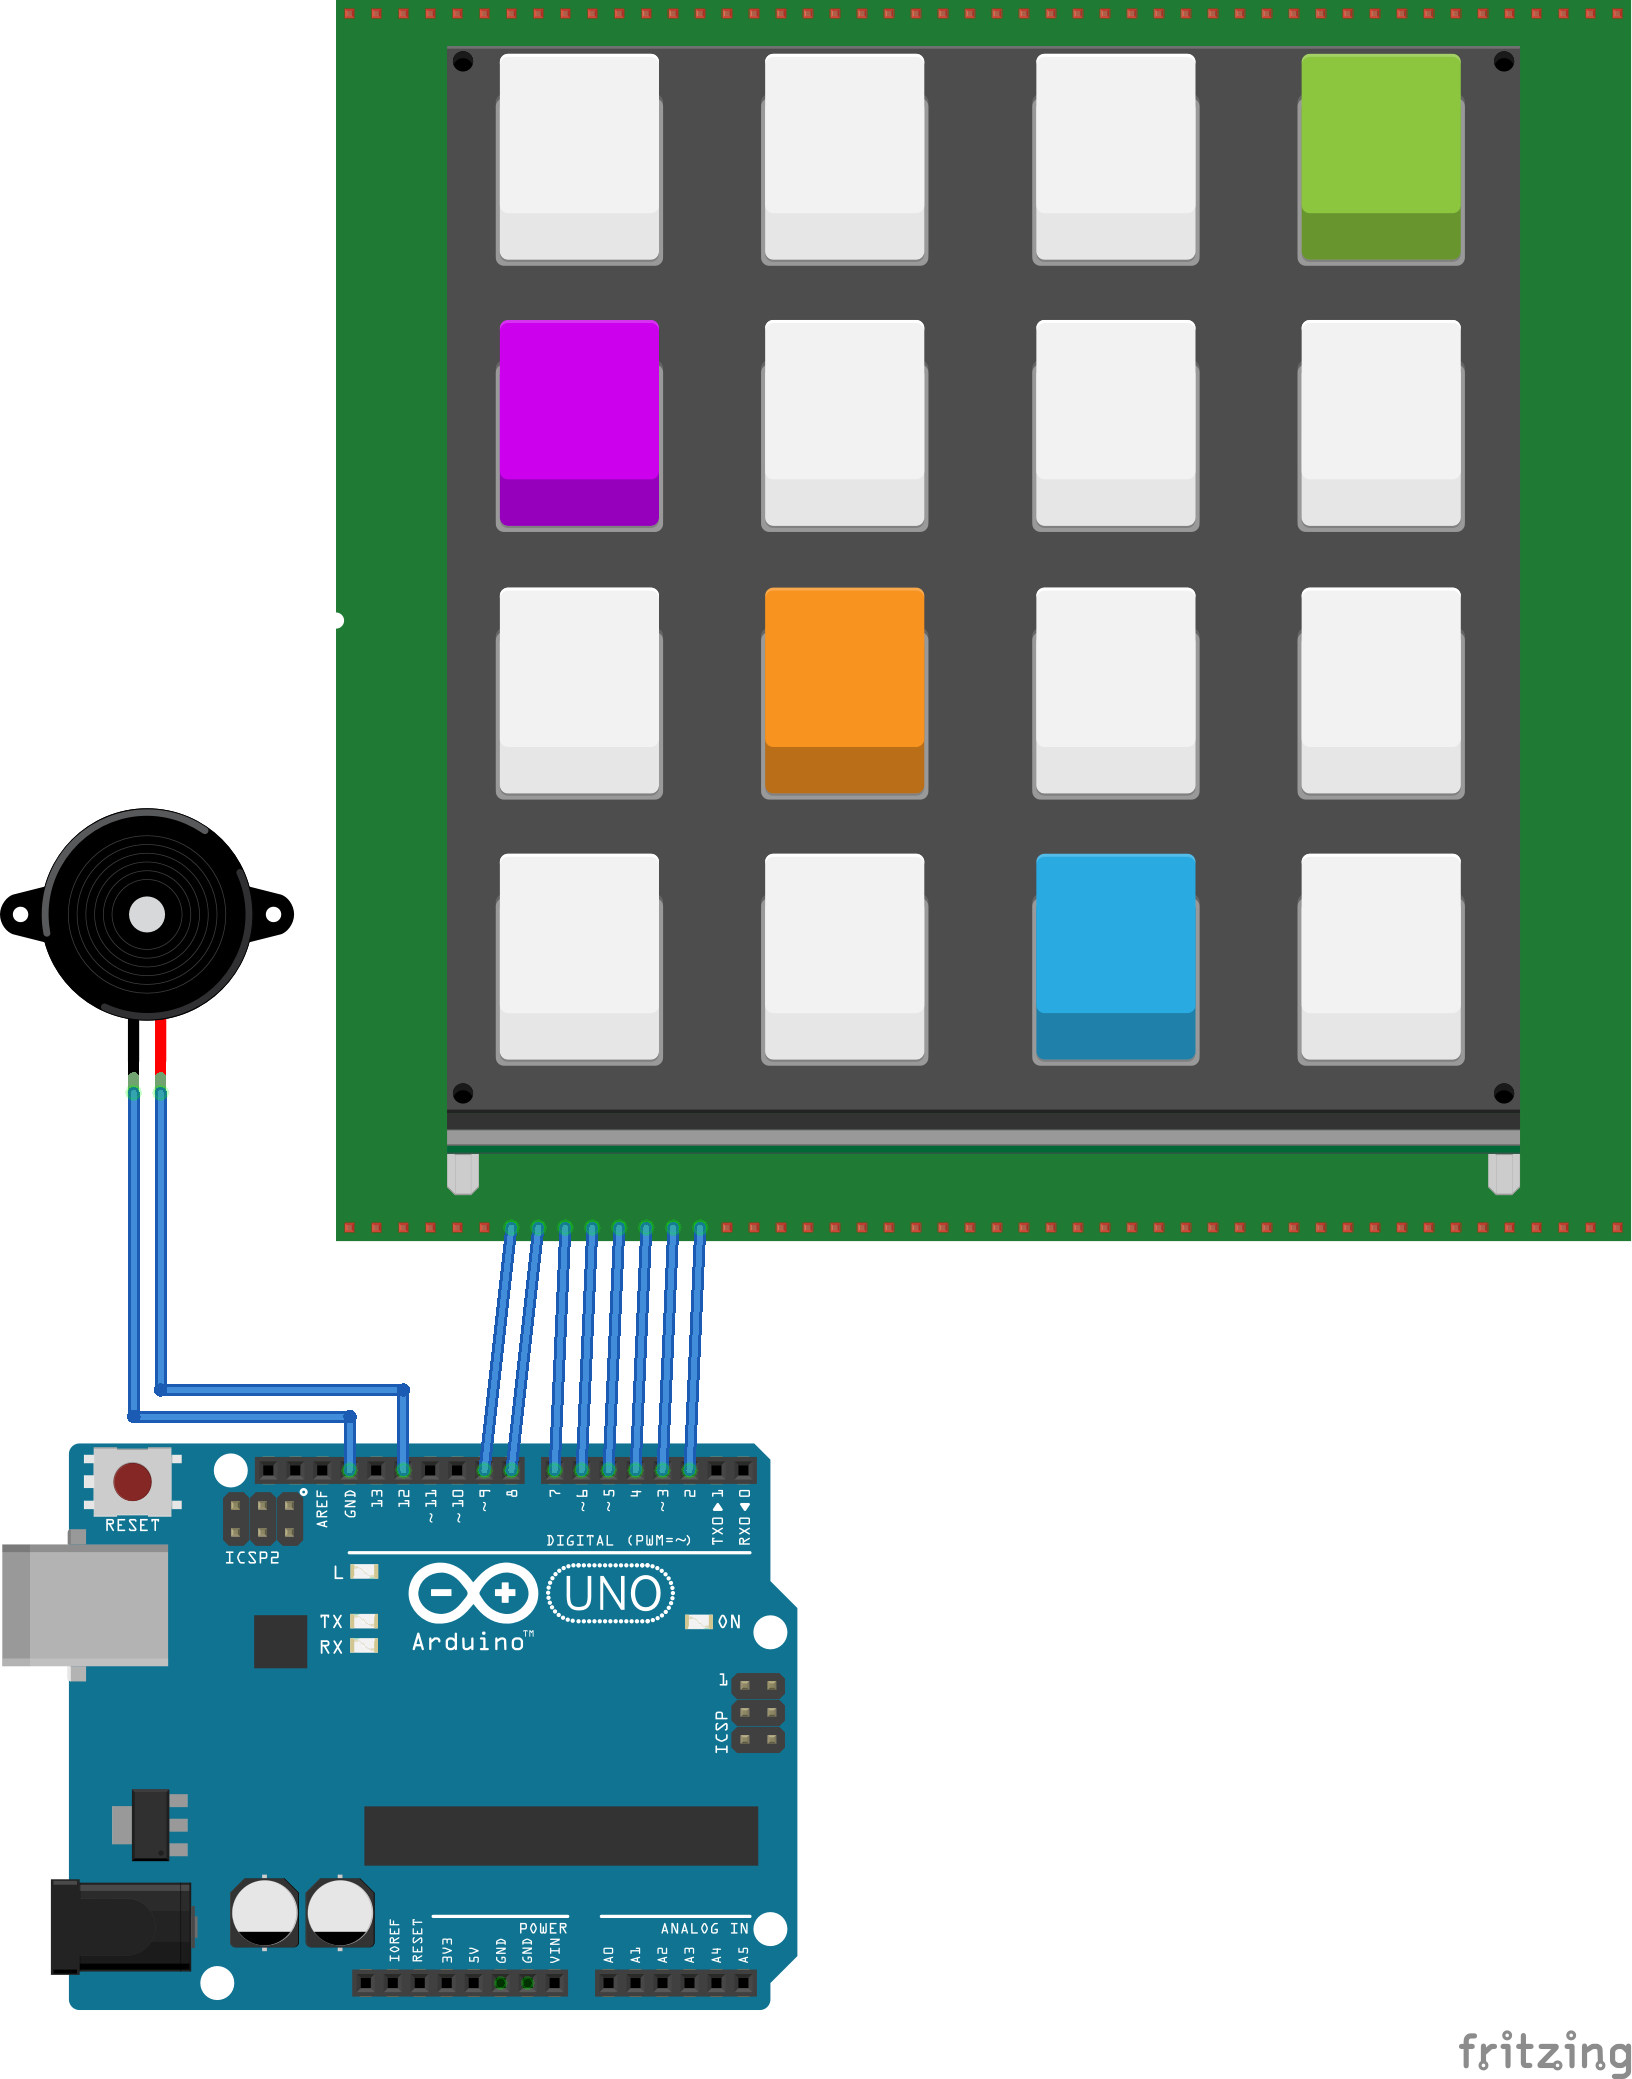 RESET
ICSP2
AREF
GND
13
12
~11
~10
~9
8
7
~6
~5
4
~3
2
TX0▶1
RX0◀0
DIGITAL (PWM=~)
L
TX
RX
UNO
Arduino™
ON
1
ICSP
IOREF
RESET
3V3
5V
GND
GND
VIN
POWER
ANALOG IN
A0
A1
A2
A3
A4
A5
fritzing